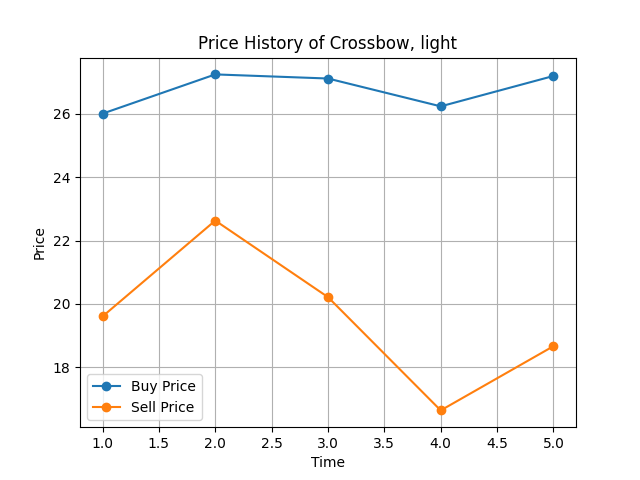 Price History of Crossbow, light
Price
26
24
22
20
18
Buy Price
Sell Price
1.0 1.5 2.0 2.5 3.0 3.5 4.0 4.5 5.0
Time